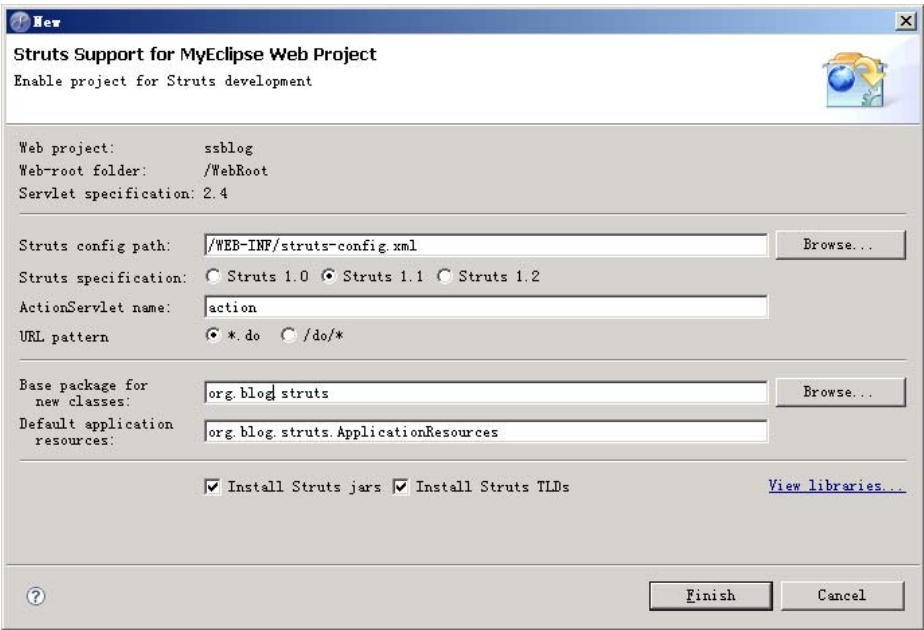 New
Struts Support for MyEclipse Web Project
Enable project for Struts development
Web project: ssblog
Web-root folder: /WebRoot
Servlet specification: 2.4
Struts config path: /WEB-INF/struts-config.xml Browse...
Struts specification: Struts 1.0 Struts 1.1 Struts 1.2
ActionServlet name: action
URL pattern *.do /do/*
Base package for
new classes: org.blog.struts Browse...
Default application
resources: org.blog.struts.ApplicationResources
Install Struts jars Install Struts TLDs View libraries...
? Finish Cancel